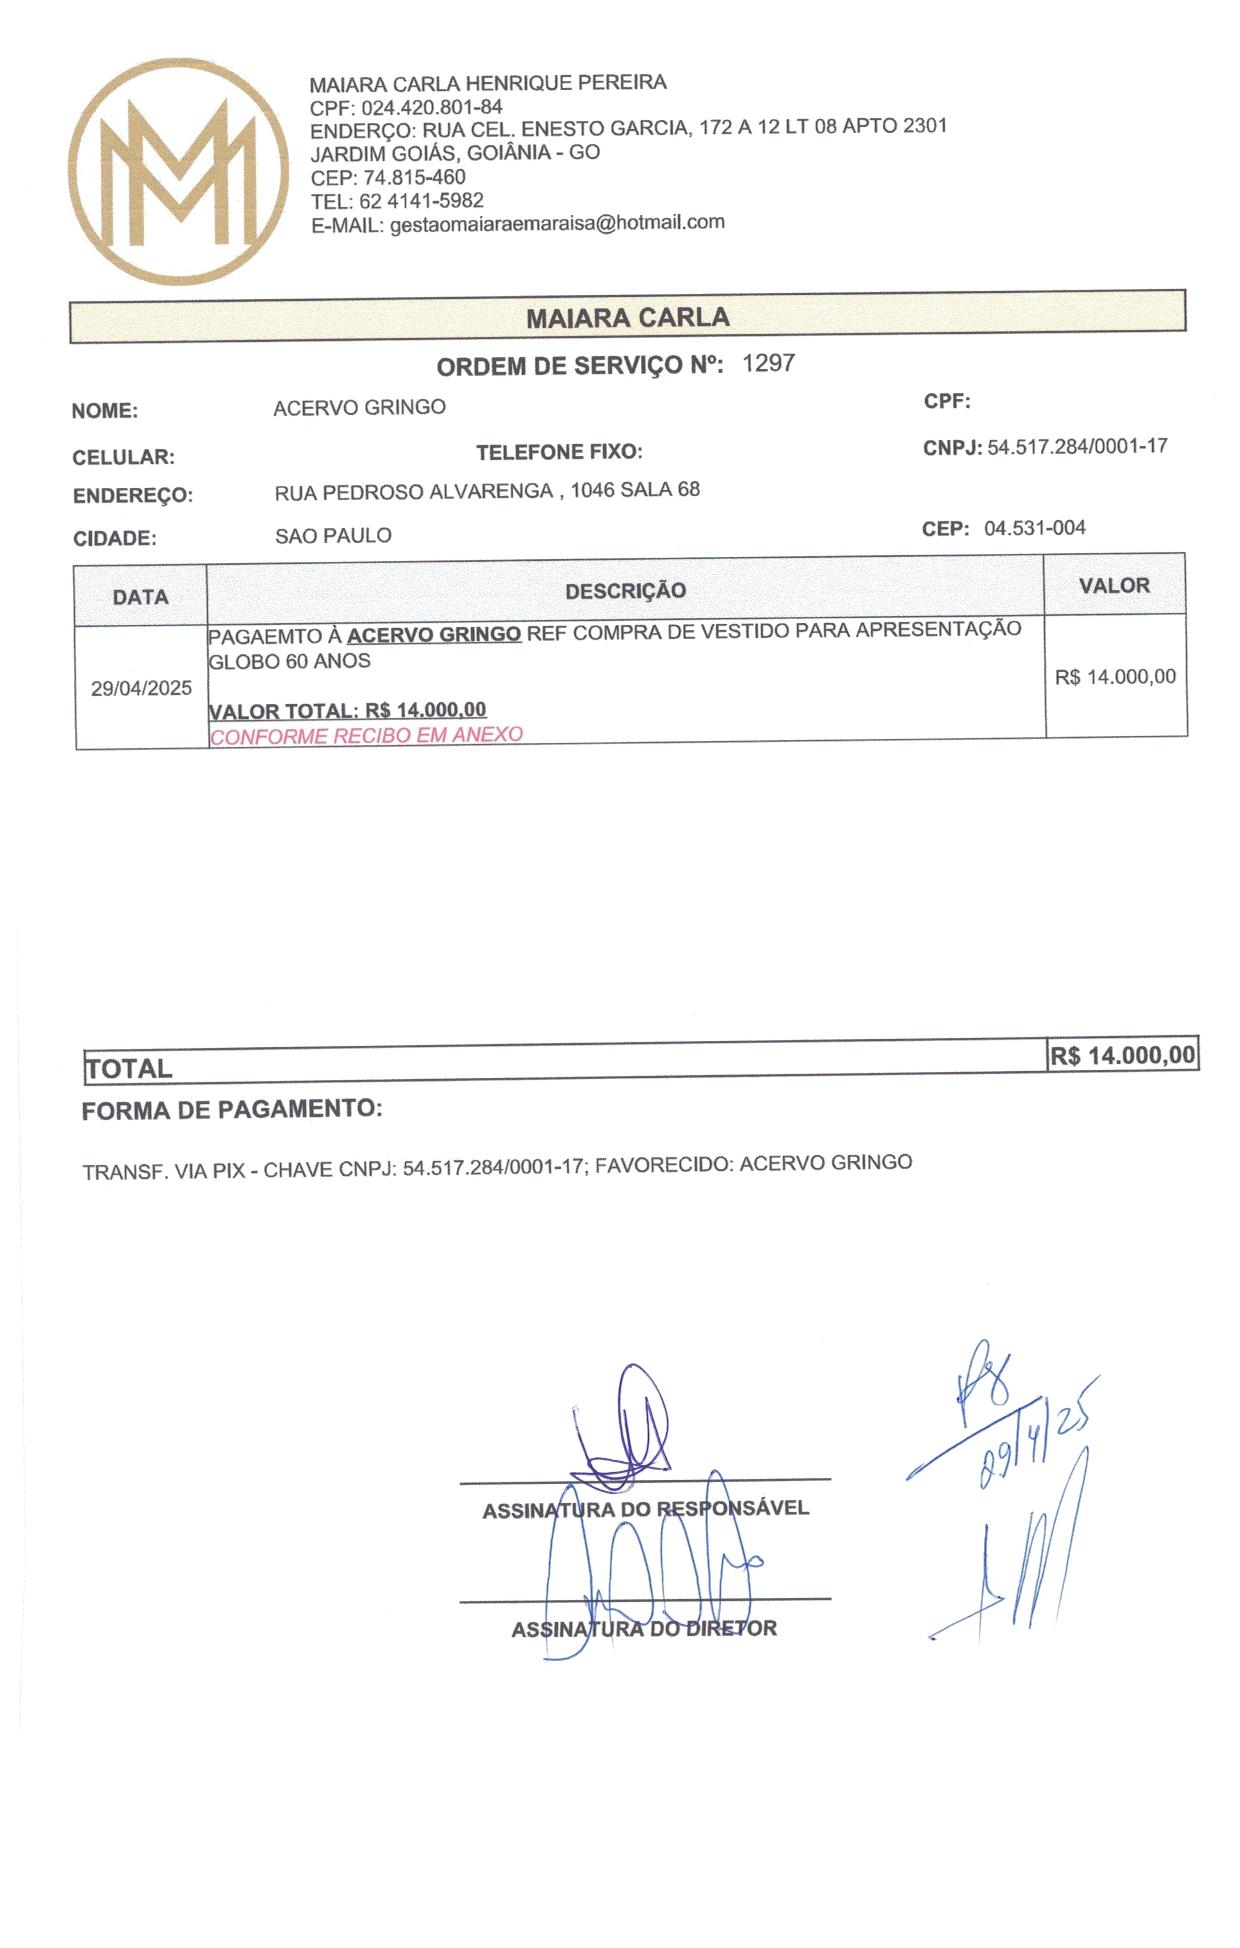 MAIARA CARLA HENRIQUE PEREIRA
CPF: 024.420.801-84
ENDERÇO: RUA CEL. ENESTO GARCIA, 172 A 12 LT 08 APTO 2301
JARDIM GOIÁS, GOIÂNIA - GO
CEP: 74.815-460
TEL: 62 4141-5982
E-MAIL: gestaomaiaraemaraisa@hotmail.com
MM
MAIARA CARLA
ORDEM DE SERVIÇO Nº: 1297
NOME: ACERVO GRINGO CPF:
CELULAR: TELEFONE FIXO: CNPJ: 54.517.284/0001-17
ENDEREÇO: RUA PEDROSO ALVARENGA , 1046 SALA 68
CIDADE: SAO PAULO CEP: 04.531-004
DATA DESCRIÇÃO VALOR
PAGAEMTO À ACERVO GRINGO REF COMPRA DE VESTIDO PARA APRESENTAÇÃO
GLOBO 60 ANOS
29/04/2025 R$ 14.000,00
VALOR TOTAL: R$ 14.000,00
CONFORME RECIBO EM ANEXO
TOTAL R$ 14.000,00
FORMA DE PAGAMENTO:
TRANSF. VIA PIX - CHAVE CNPJ: 54.517.284/0001-17; FAVORECIDO: ACERVO GRINGO
Pg
29/4/25
ASSINATURA DO RESPONSÁVEL
ASSINATURA DO DIRETOR